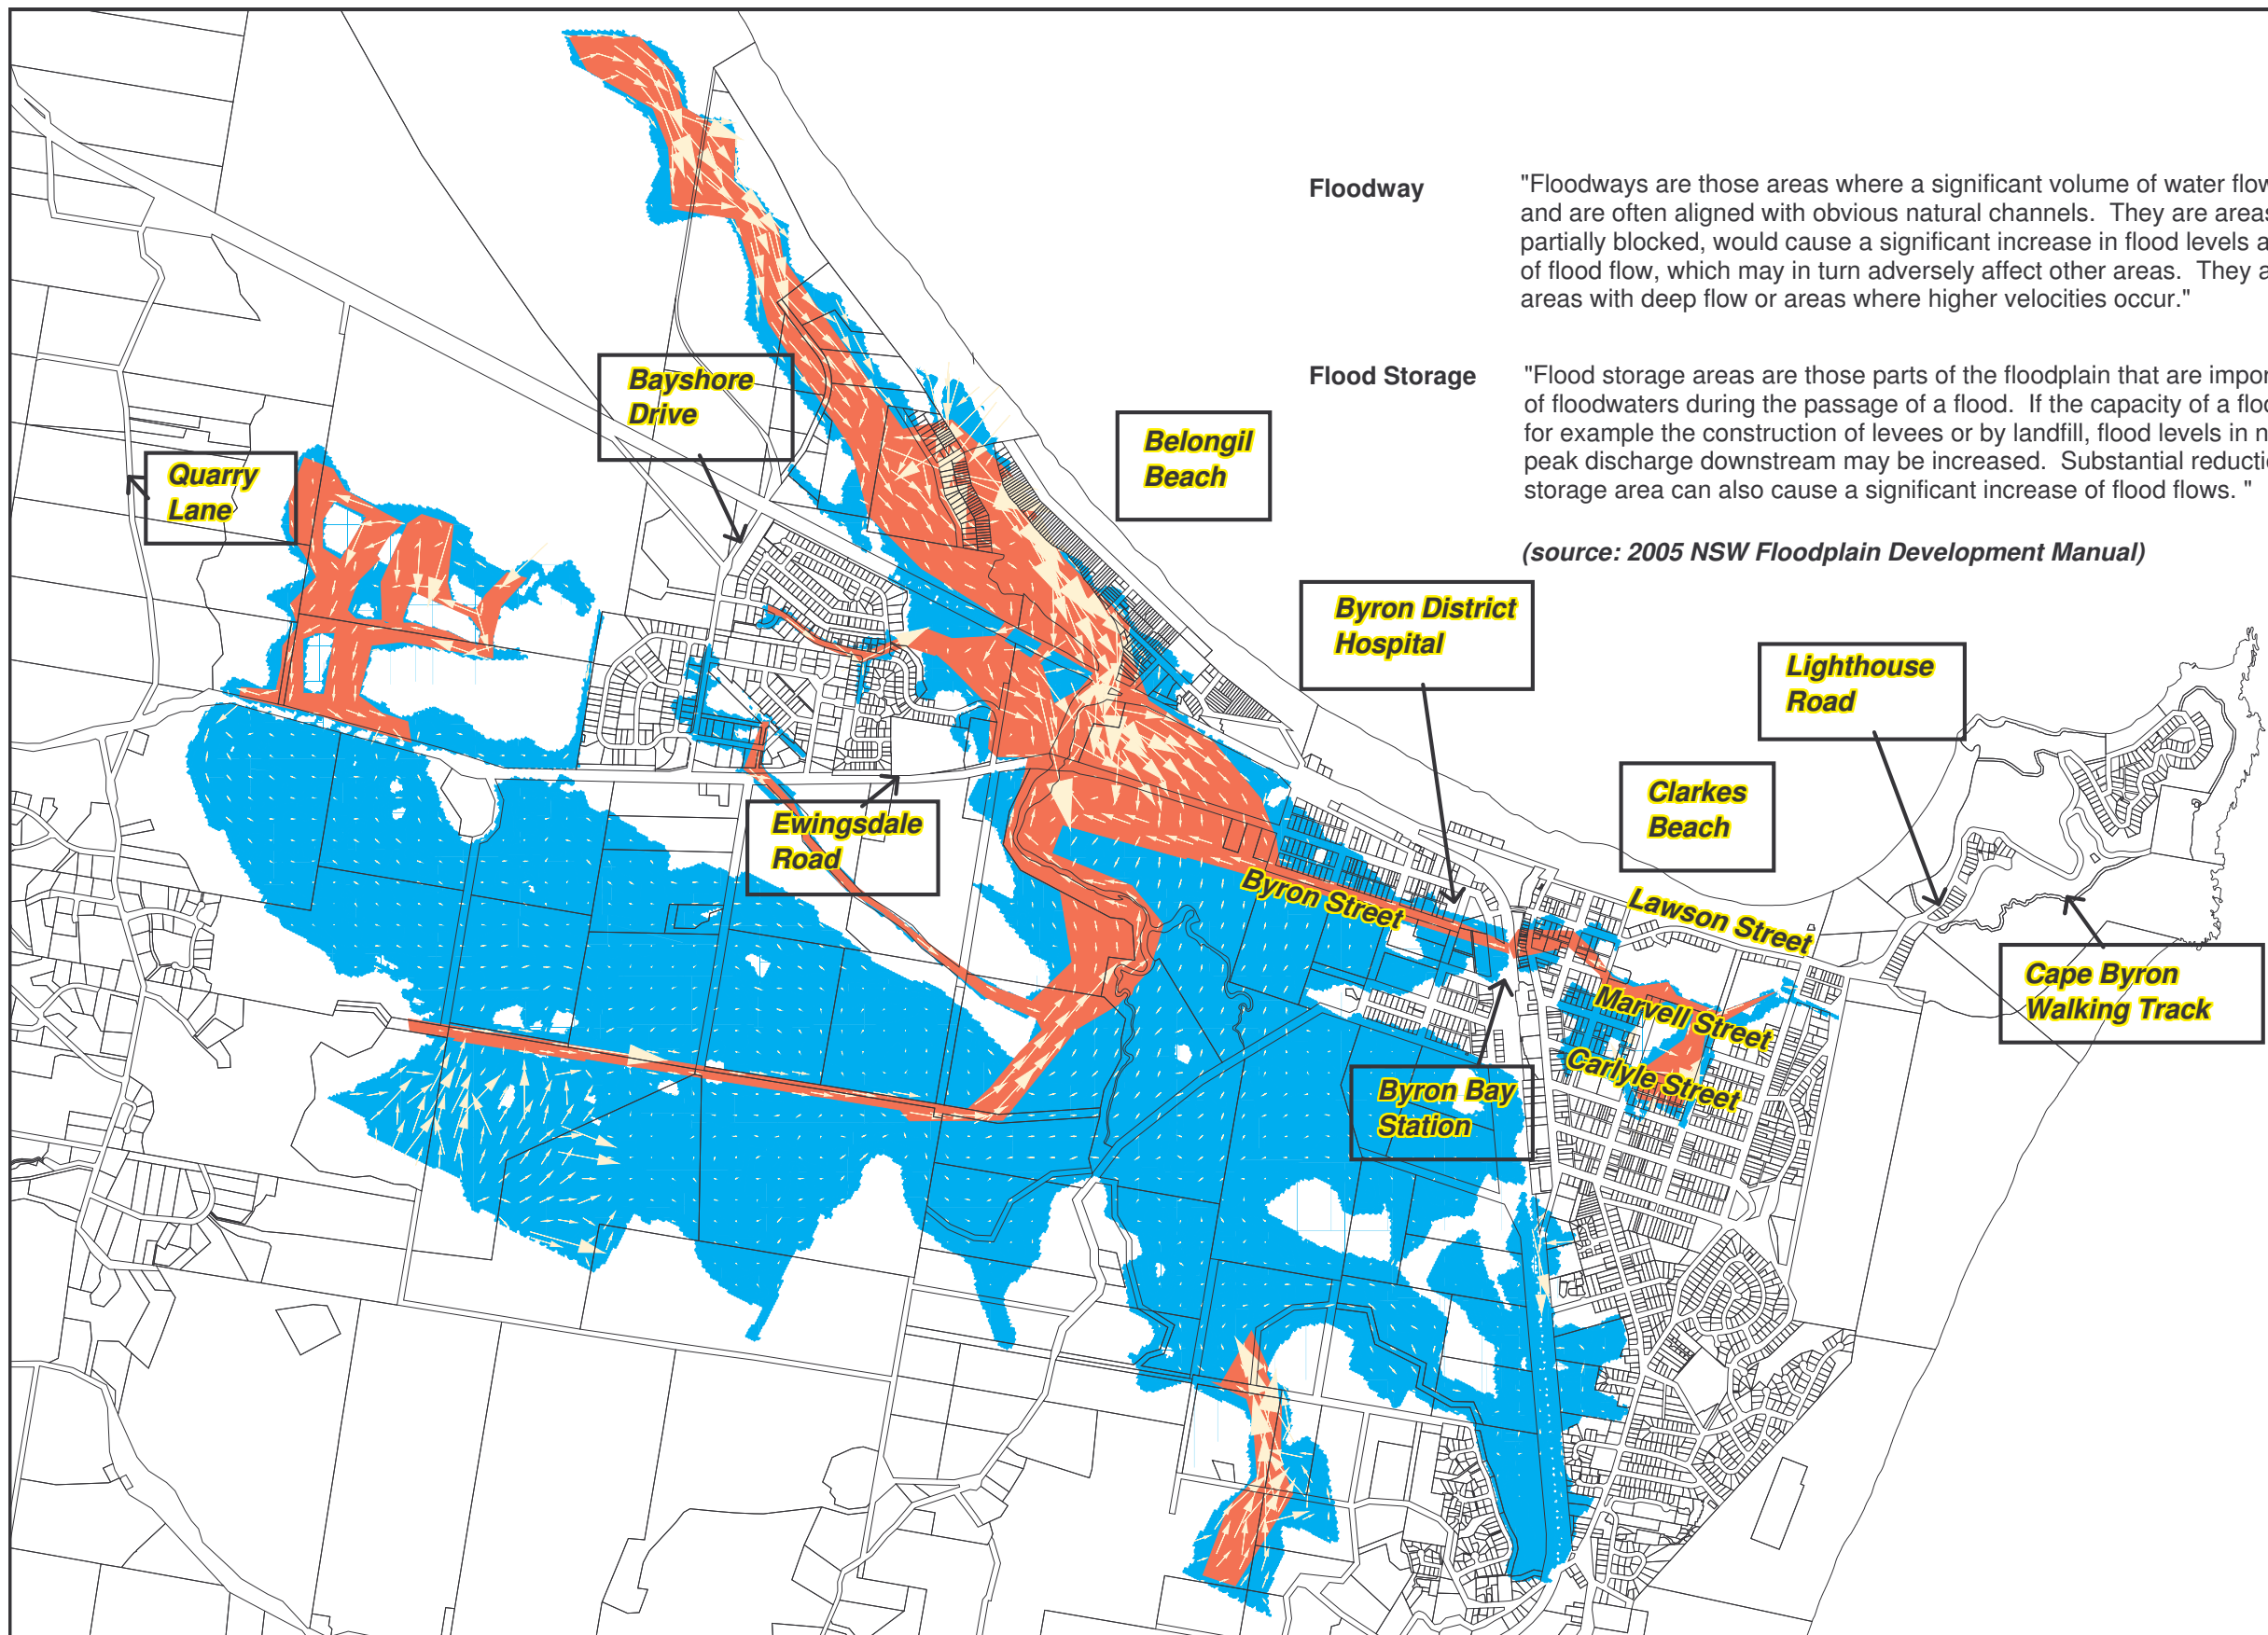 Floodway
"Floodways are those areas where a significant volume of water flow
and are often aligned with obvious natural channels. They are areas
partially blocked, would cause a significant increase in flood levels a
of flood flow, which may in turn adversely affect other areas. They a
areas with deep flow or areas where higher velocities occur."
Flood Storage
"Flood storage areas are those parts of the floodplain that are impor
of floodwaters during the passage of a flood. If the capacity of a floo
for example the construction of levees or by landfill, flood levels in n
peak discharge downstream may be increased. Substantial reducti
storage area can also cause a significant increase of flood flows. "
(source: 2005 NSW Floodplain Development Manual)
Bayshore
Drive
Belongil
Beach
Quarry
Lane
Byron District
Hospital
Lighthouse
Road
Clarkes
Beach
Ewingsdale
Road
Byron Street
Lawson Street
Cape Byron
Walking Track
Marvell Street
Carlyle Street
Byron Bay
Station